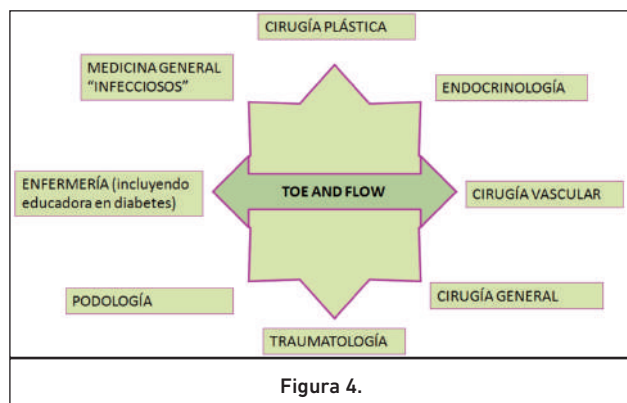 CIRUGÍA PLÁSTICA
MEDICINA GENERAL
“INFECCIOSOS”
ENDOCRINOLOGÍA
ENFERMERÍA (incluyendo
educadora en diabetes)
TOE AND FLOW
CIRUGÍA VASCULAR
PODOLOGÍA
CIRUGÍA GENERAL
TRAUMATOLOGÍA
Figura 4.